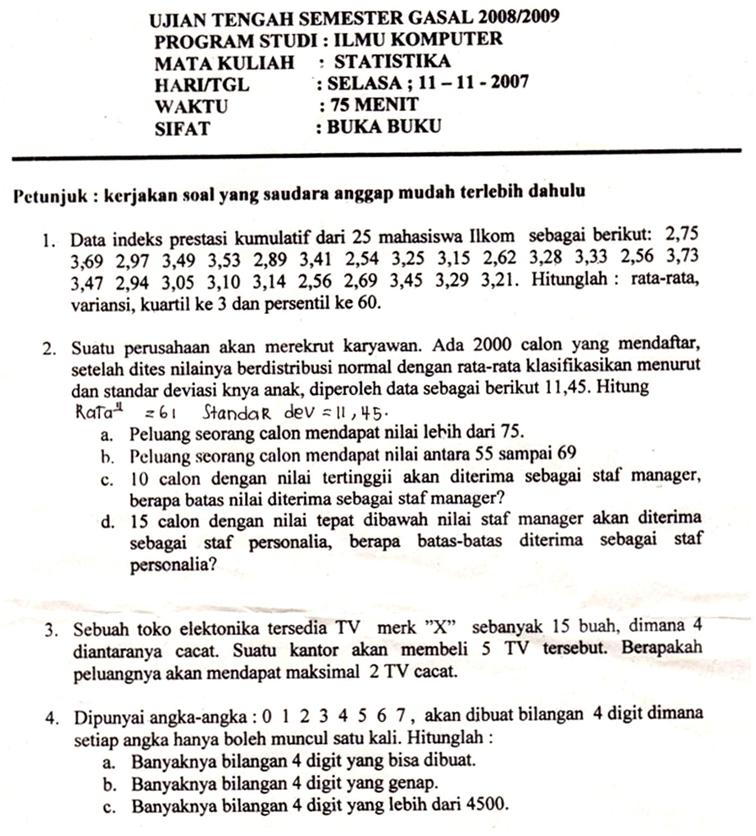 UJIAN TENGAH SEMESTER GASAL 2008/2009
PROGRAM STUDI : ILMU KOMPUTER
MATA KULIAH : STATISTIKA
HARI/TGL : SELASA ; 11 – 11 - 2007
WAKTU : 75 MENIT
SIFAT : BUKA BUKU
Petunjuk : kerjakan soal yang saudara anggap mudah terlebih dahulu
1. Data indeks prestasi kumulatif dari 25 mahasiswa Ilkom sebagai berikut: 2,75
3,69 2,97 3,49 3,53 2,89 3,41 2,54 3,25 3,15 2,62 3,28 3,33 2,56 3,73
3,47 2,94 3,05 3,10 3,14 2,56 2,69 3,45 3,29 3,21. Hitunglah : rata-rata,
variansi, kuartil ke 3 dan persentil ke 60.
2. Suatu perusahaan akan merekrut karyawan. Ada 2000 calon yang mendaftar,
setelah dites nilainya berdistribusi normal dengan rata-rata klasifikasikan menurut
dan standar deviasi knya anak, diperoleh data sebagai berikut 11,45. Hitung
Rata² = 61 Standar dev = 11,45.
a. Peluang seorang calon mendapat nilai lebih dari 75.
b. Peluang seorang calon mendapat nilai antara 55 sampai 69
c. 10 calon dengan nilai tertinggii akan diterima sebagai staf manager,
berapa batas nilai diterima sebagai staf manager?
d. 15 calon dengan nilai tepat dibawah nilai staf manager akan diterima
sebagai staf personalia, berapa batas-batas diterima sebagai staf
personalia?
3. Sebuah toko elektonika tersedia TV merk ”X” sebanyak 15 buah, dimana 4
diantaranya cacat. Suatu kantor akan membeli 5 TV tersebut. Berapakah
peluangnya akan mendapat maksimal 2 TV cacat.
4. Dipunyai angka-angka : 0 1 2 3 4 5 6 7 , akan dibuat bilangan 4 digit dimana
setiap angka hanya boleh muncul satu kali. Hitunglah :
a. Banyaknya bilangan 4 digit yang bisa dibuat.
b. Banyaknya bilangan 4 digit yang genap.
c. Banyaknya bilangan 4 digit yang lebih dari 4500.